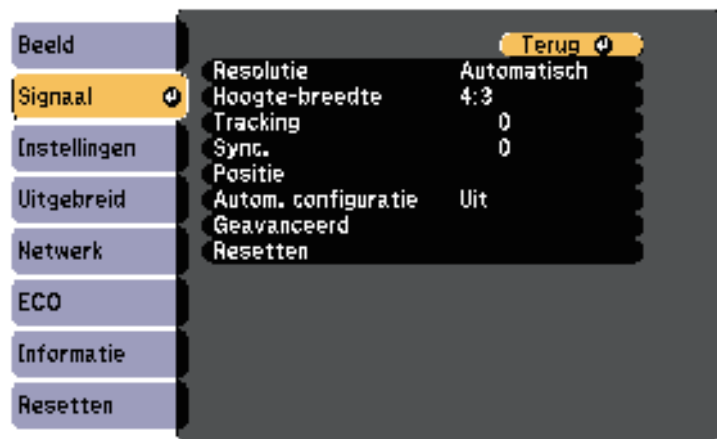 Beeld
Signaal
Instellingen
Uitgebreid
Netwerk
ECO
Informatie
Resetten
Terug
Resolutie Automatisch
Hoogte-breedte 4:3
Tracking 0
Sync. 0
Positie
Autom. configuratie Uit
Geavanceerd
Resetten